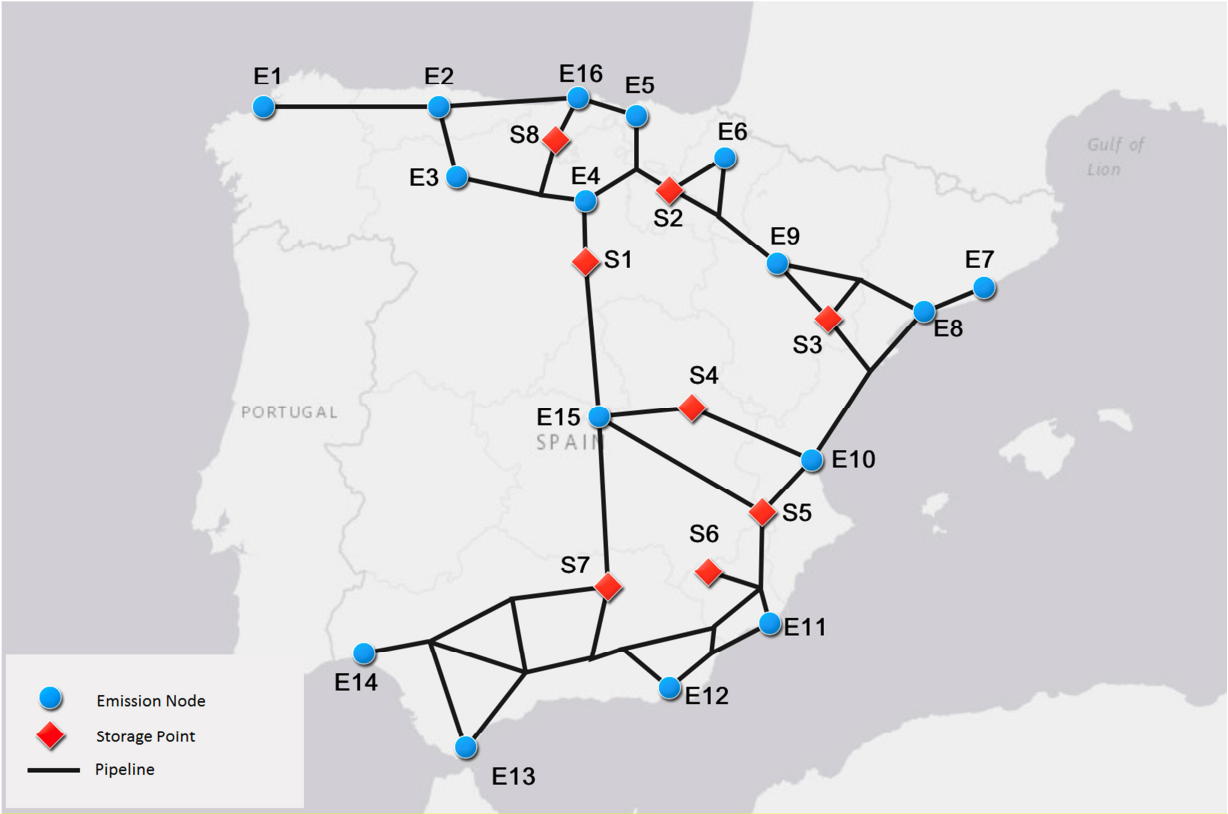 E1
E2
E16
E5
S8
E6
E3
E4
S2
S1
E9
E7
E8
S3
Gulf of
Lion
S4
PORTUGAL
E15
SPAIN
E10
S5
S6
S7
E11
E14
E12
E13
Emission Node
Storage Point
Pipeline